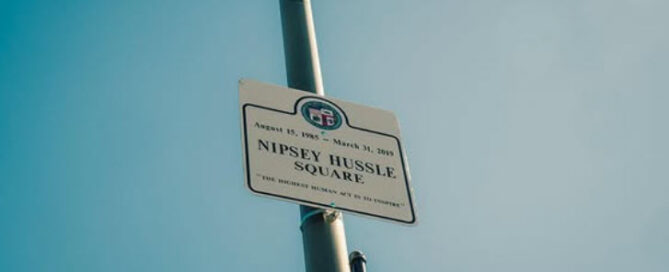 August 15, 1985 – March 31, 2019
NIPSEY HUSSLE
SQUARE
"THE HIGHEST HUMAN ACT IS TO INSPIRE"